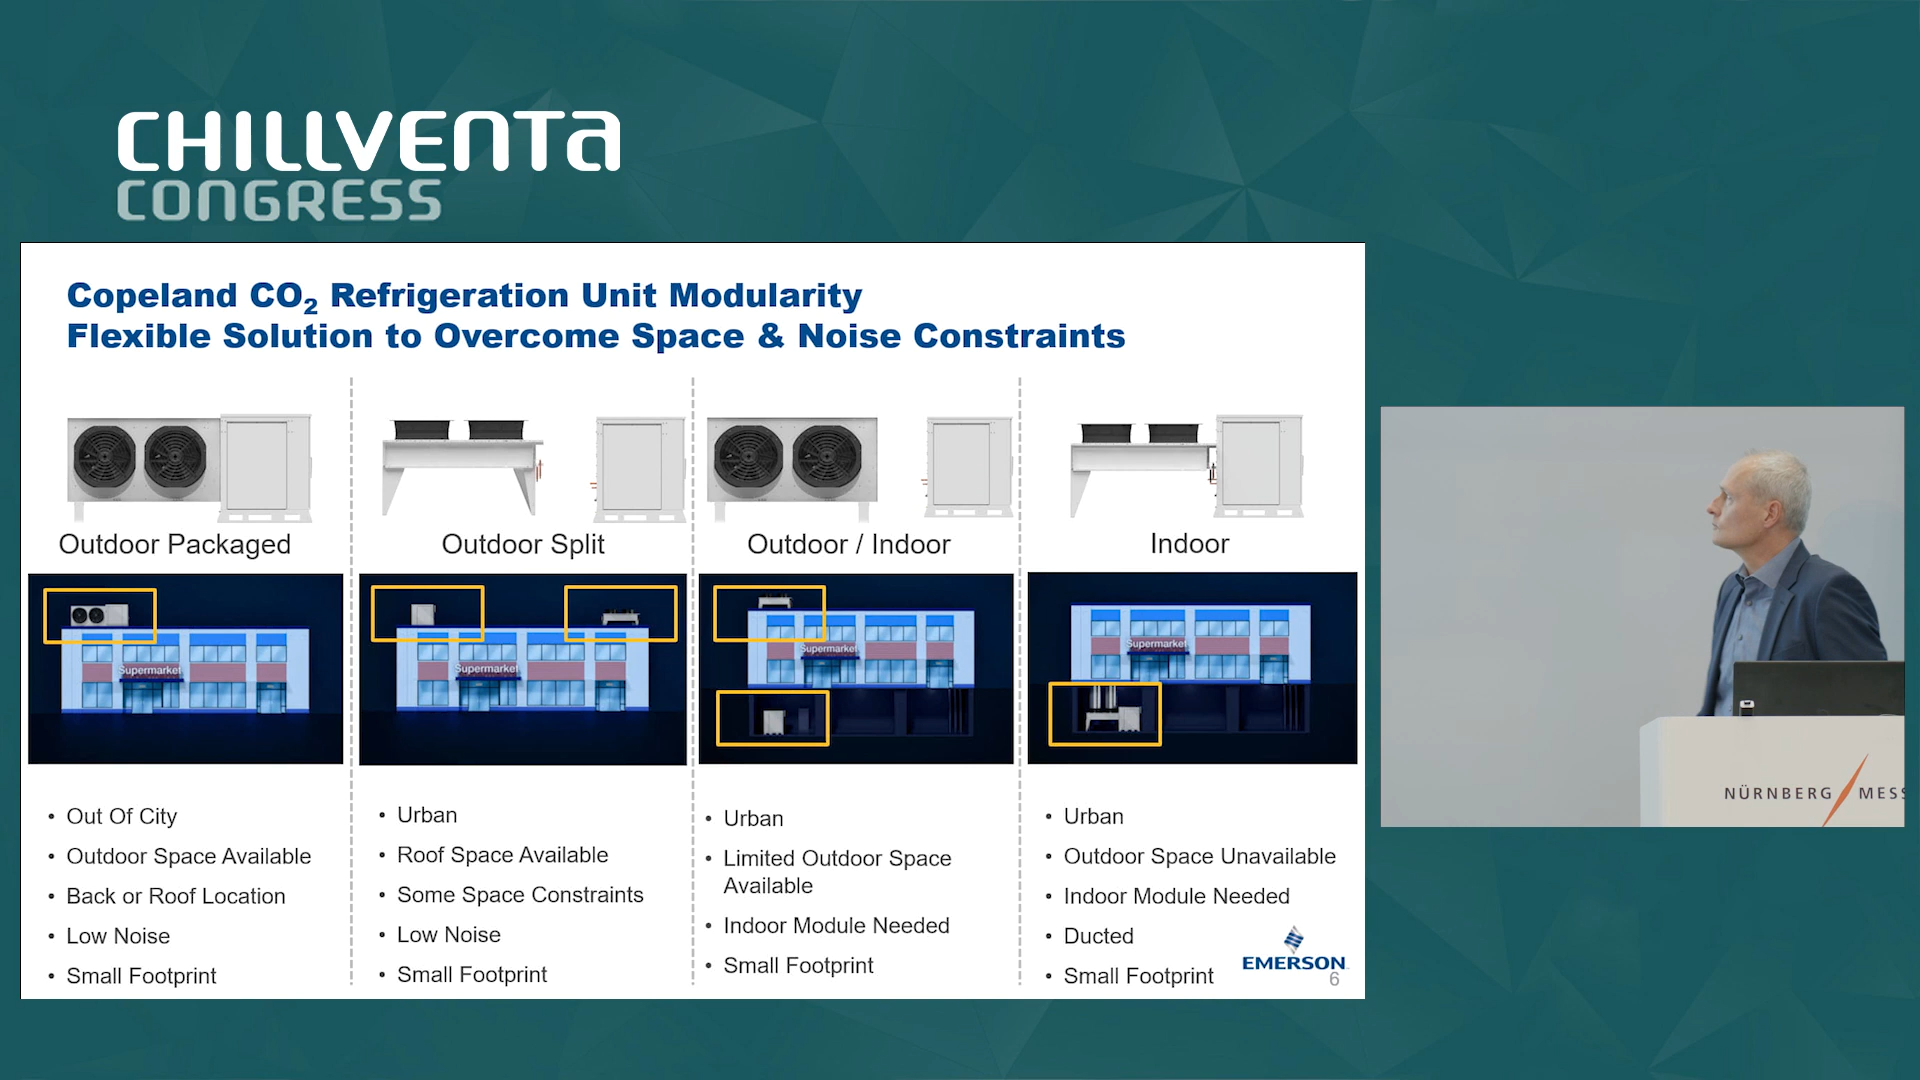 CHILLVENTA
CONGRESS
Copeland CO₂ Refrigeration Unit Modularity
Flexible Solution to Overcome Space & Noise Constraints
Outdoor Packaged
Outdoor Split
Outdoor / Indoor
Indoor
Supermarket
Supermarket
Supermarket
Supermarket
• Out Of City
• Outdoor Space Available
• Back or Roof Location
• Low Noise
• Small Footprint
• Urban
• Roof Space Available
• Some Space Constraints
• Low Noise
• Small Footprint
• Urban
• Limited Outdoor Space
Available
• Indoor Module Needed
• Small Footprint
• Urban
• Outdoor Space Unavailable
• Indoor Module Needed
• Ducted
• Small Footprint
EMERSON
6
NÜRNBERG MESS